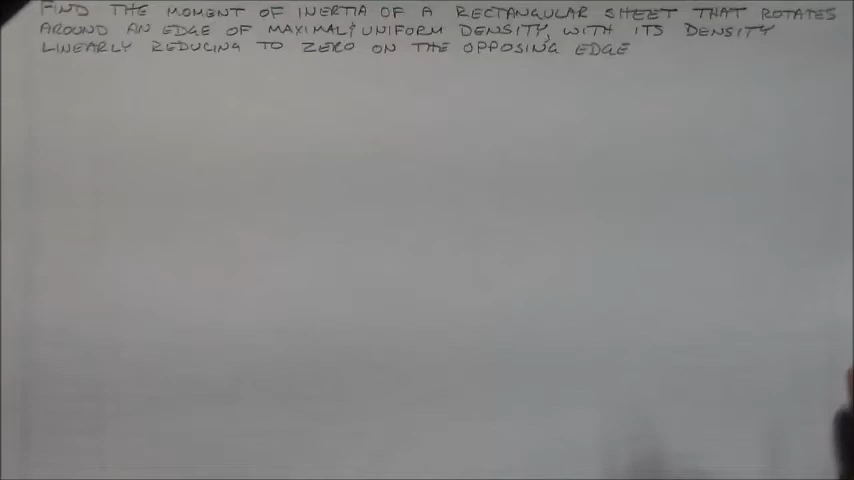 FIND THE MOMENT OF INERTIA OF A RECTANGULAR SHEET THAT ROTATES
AROUND AN EDGE OF MAXIMAL & UNIFORM DENSITY, WITH ITS DENSITY
LINEARLY REDUCING TO ZERO ON THE OPPOSING EDGE